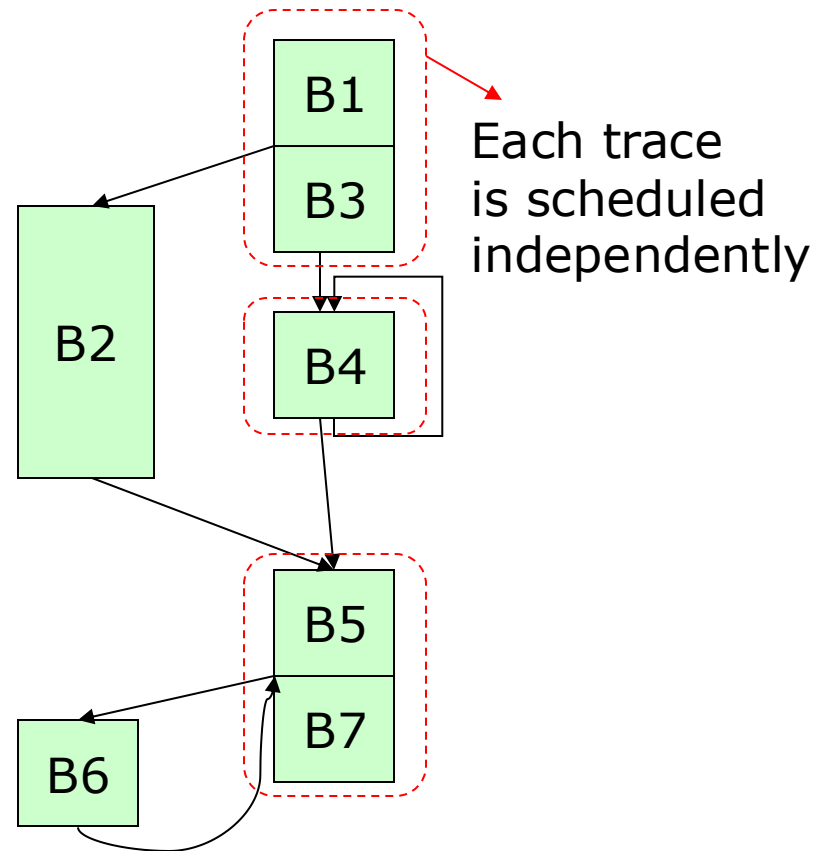 B1
B3
Each trace
is scheduled
independently
B2
B4
B5
B7
B6